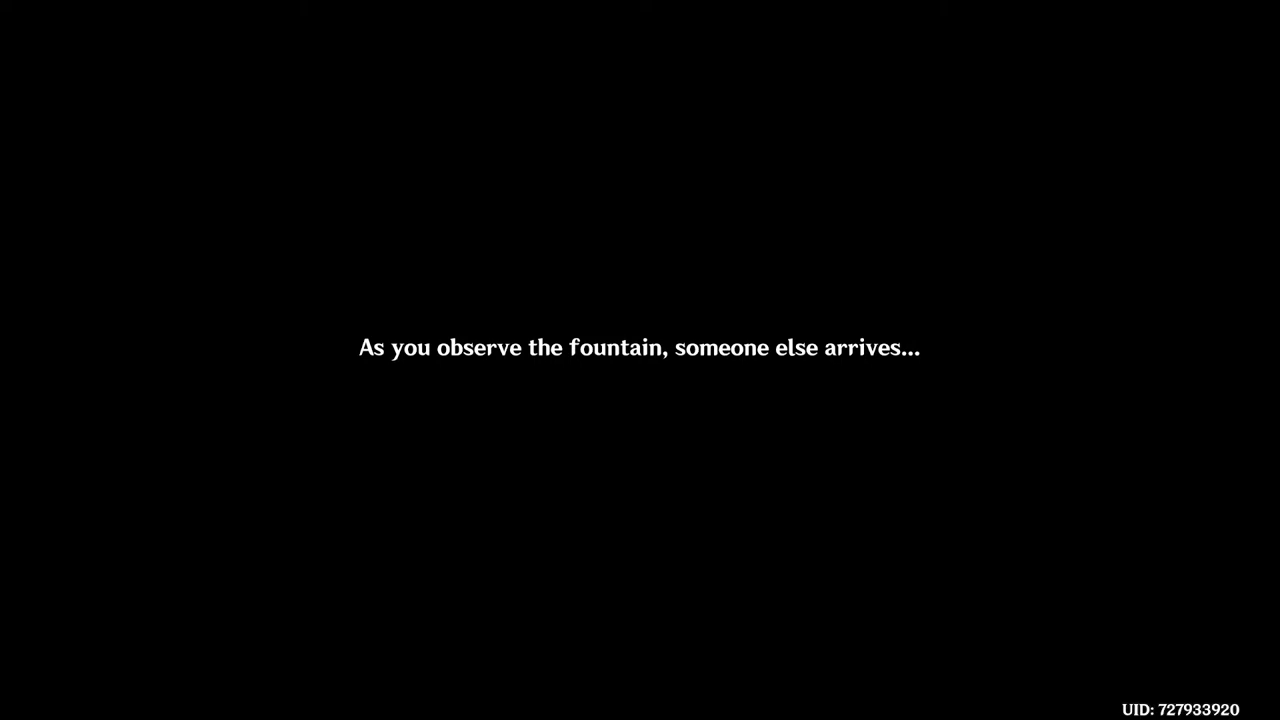 As you observe the fountain, someone else arrives...
UID: 727933920